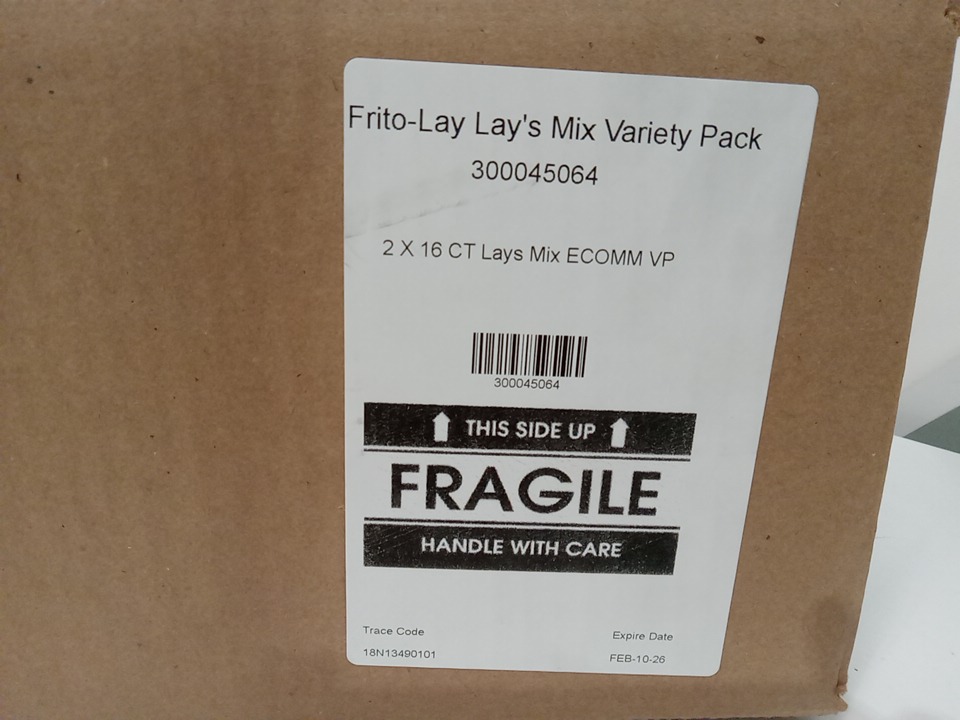 Frito-Lay Lay's Mix Variety Pack
300045064
2 X 16 CT Lays Mix ECOMM VP
300045064
THIS SIDE UP
FRAGILE
HANDLE WITH CARE
Trace Code
18N13490101
Expire Date
FEB-10-26